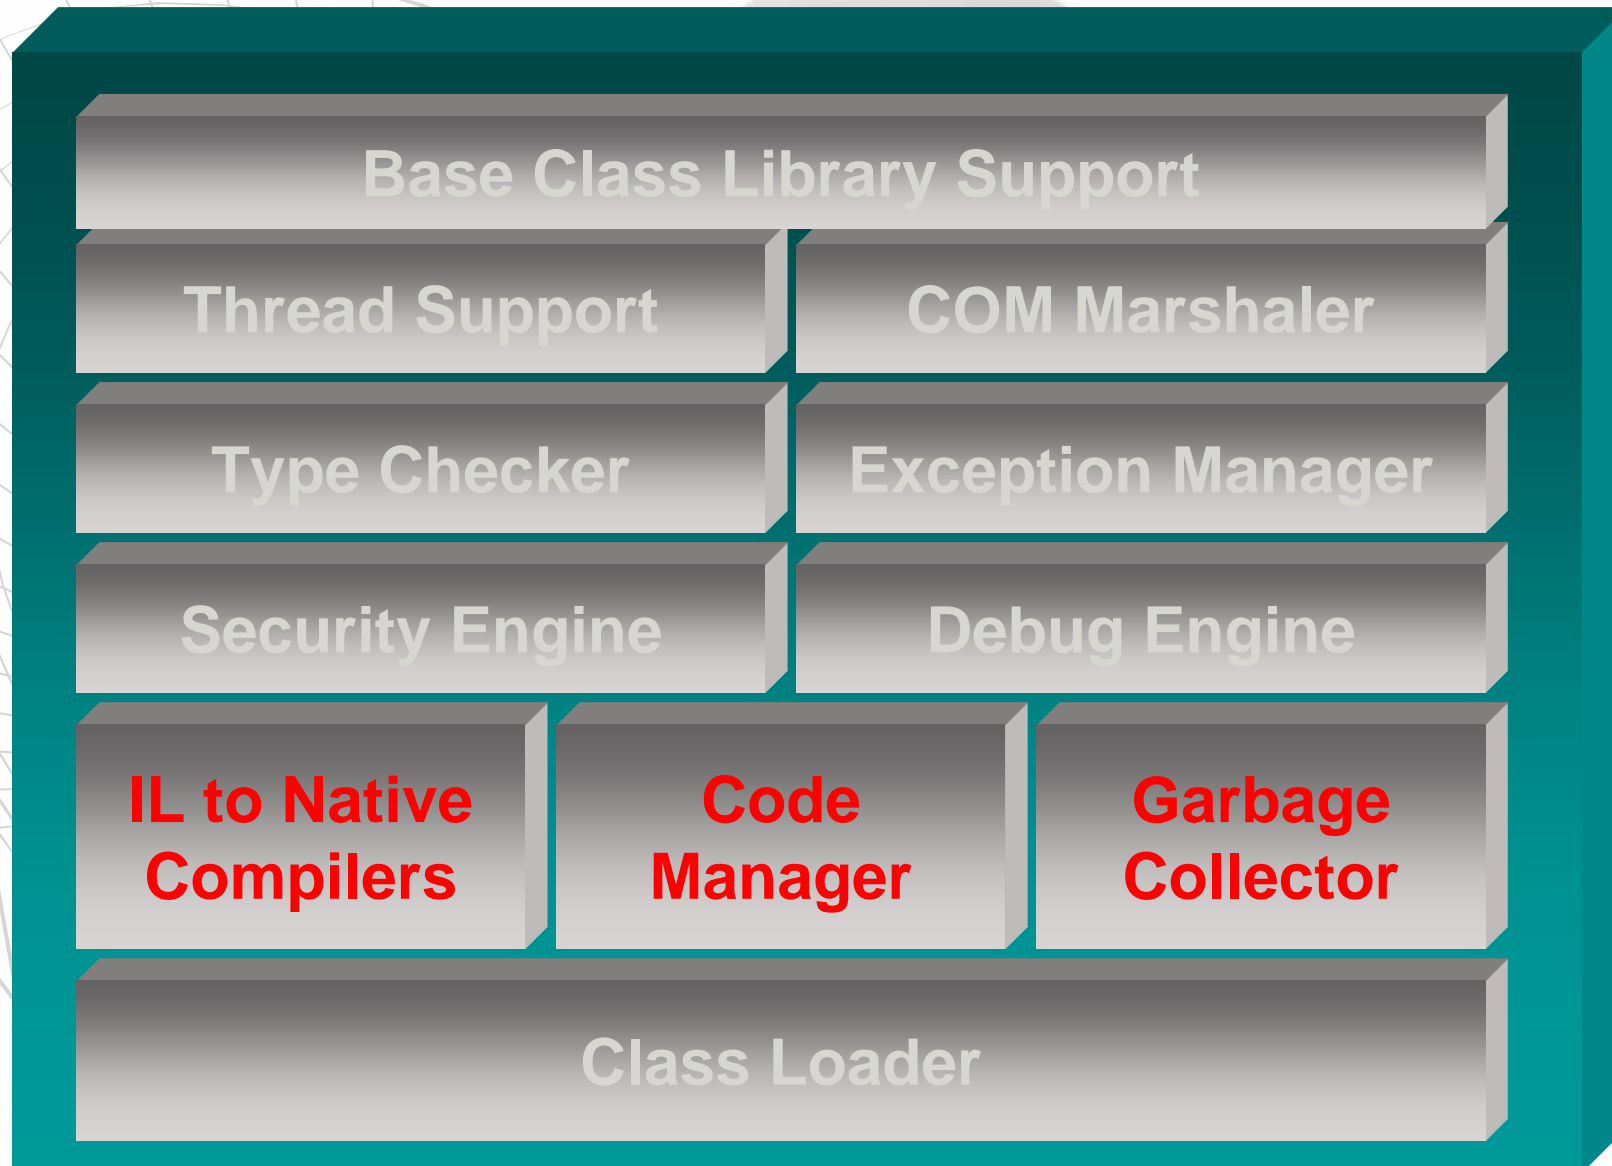 Base Class Library Support
Thread Support
COM Marshaler
Type Checker
Exception Manager
Security Engine
Debug Engine
IL to Native
Compilers
Code
Manager
Garbage
Collector
Class Loader